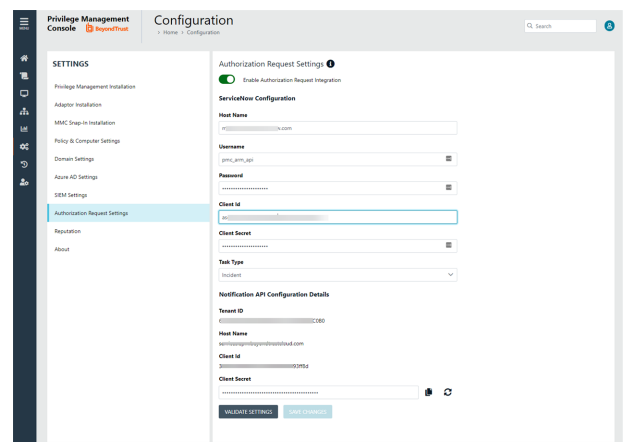 Privilege Management
Console BeyondTrust
Configuration
> Home > Configuration
Search
SETTINGS
Privilege Management Installation
Adaptor Installation
MMC Snap-In Installation
Policy & Computer Settings
Domain Settings
Azure AD Settings
SIEM Settings
Authorization Request Settings
Reputation
About
Authorization Request Settings
Enable Authorization Request Integration
ServiceNow Configuration
Host Name
Username
pmc_arm_api
Password
Client Id
Client Secret
Task Type
Incident
Notification API Configuration Details
Tenant ID
Host Name
Client Id
Client Secret
VALIDATE SETTINGS
SAVE CHANGES